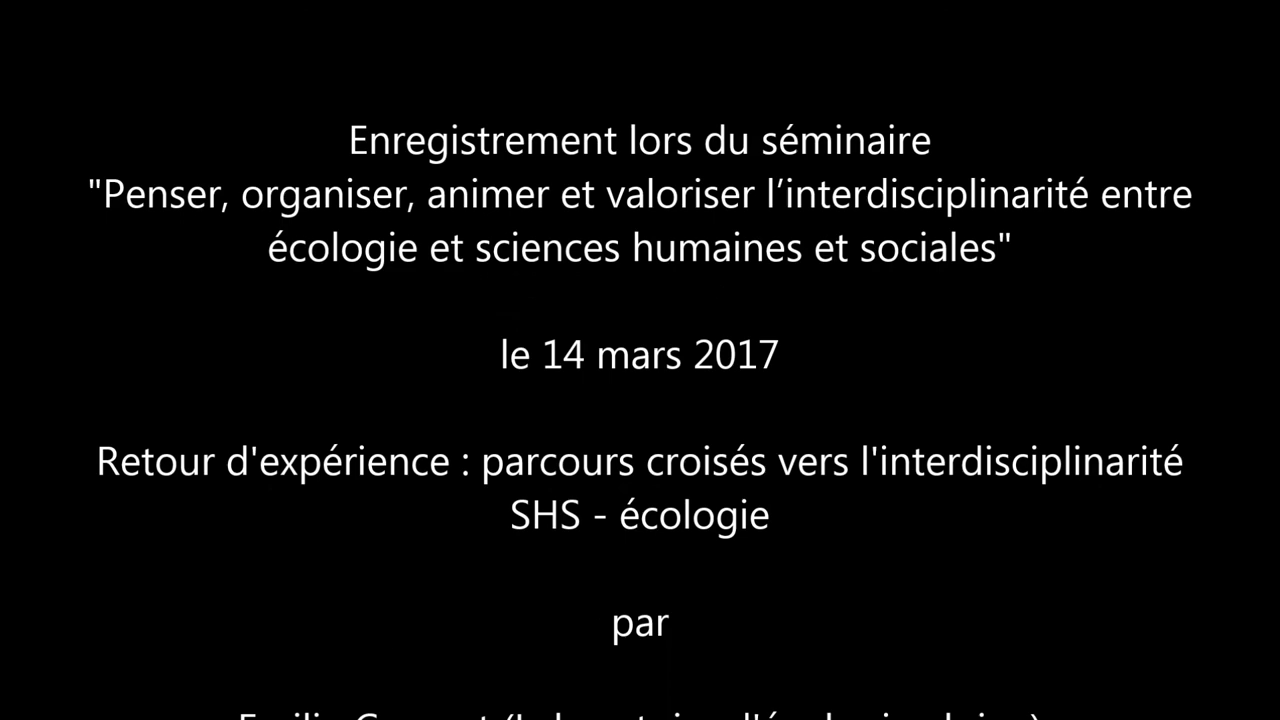 Enregistrement lors du séminaire
"Penser, organiser, animer et valoriser l’interdisciplinarité entre
écologie et sciences humaines et sociales"
le 14 mars 2017
Retour d'expérience : parcours croisés vers l'interdisciplinarité
SHS - écologie
par